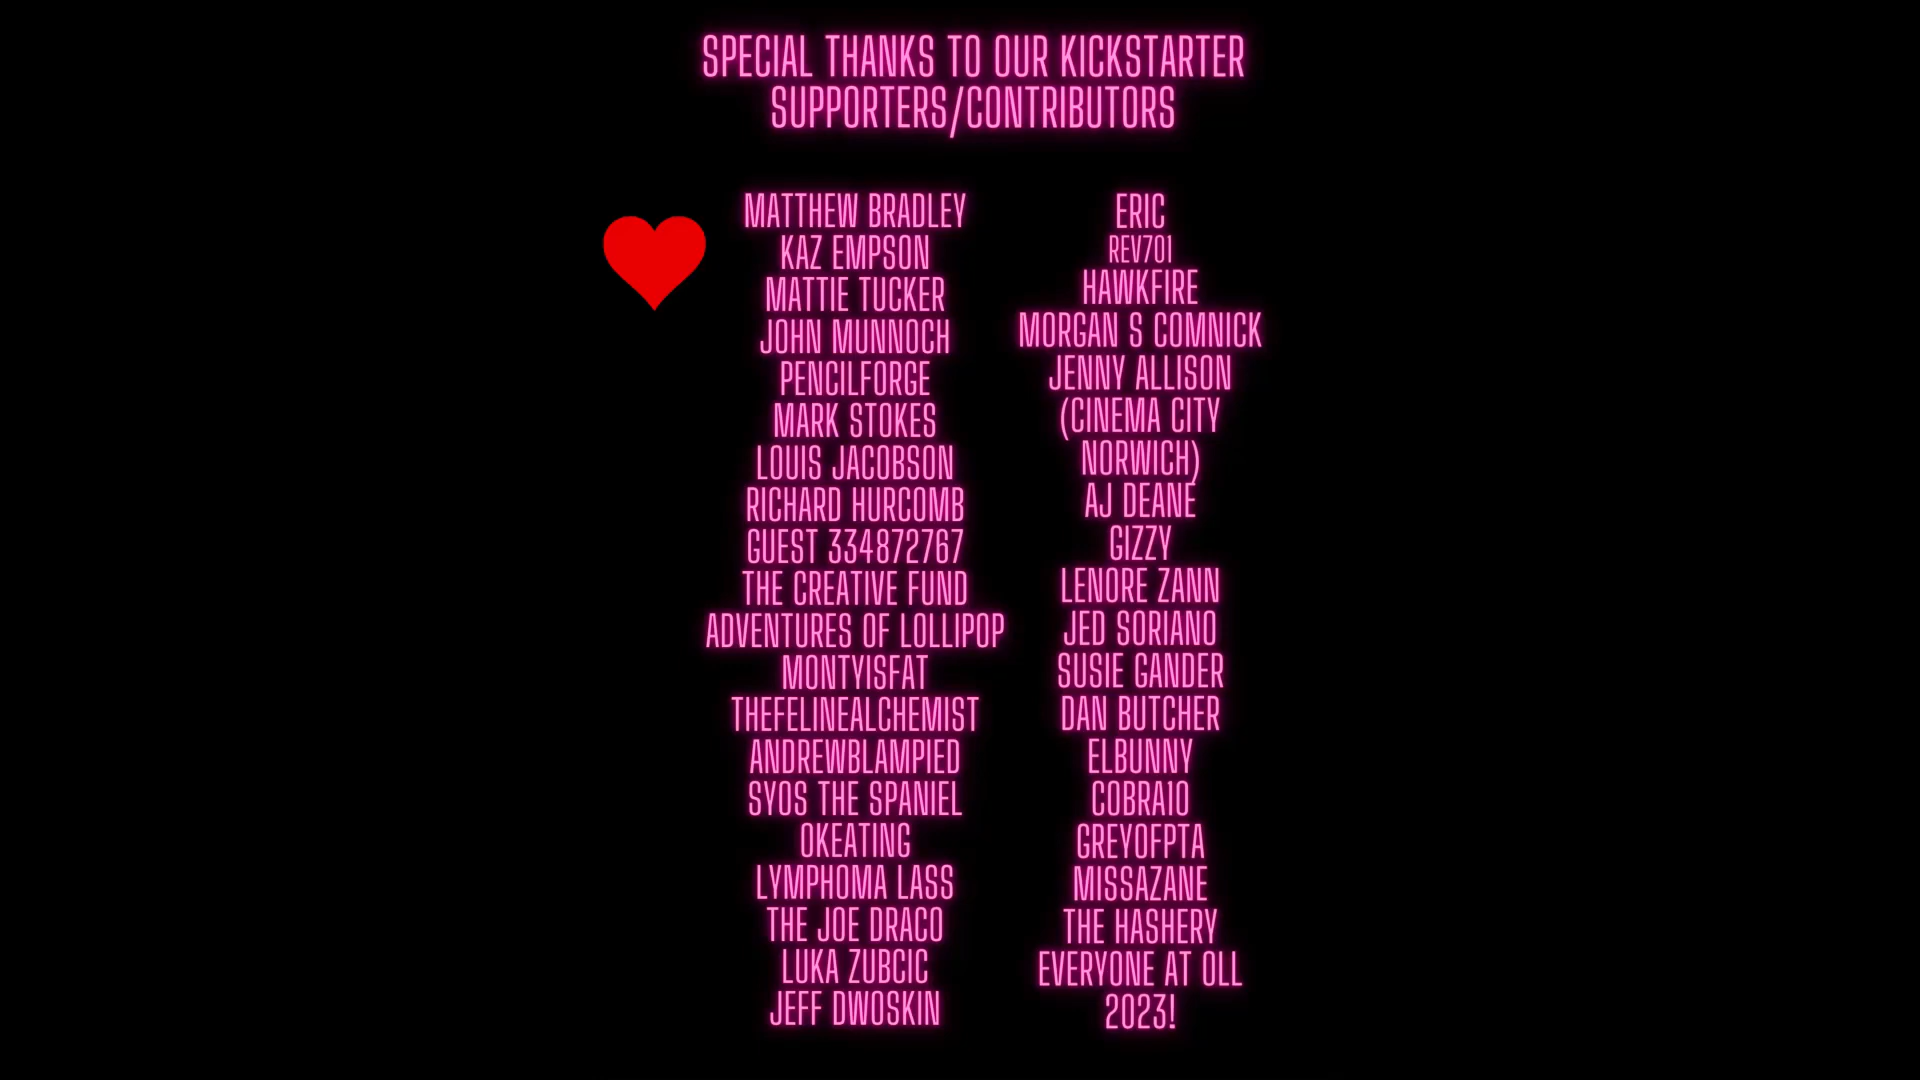 SPECIAL THANKS TO OUR KICKSTARTER
SUPPORTERS/CONTRIBUTORS
MATTHEW BRADLEY
KAZ EMPSON
MATTIE TUCKER
JOHN MUNNOCH
PENCILFORGE
MARK STOKES
LOUIS JACOBSON
RICHARD HURCOMB
GUEST 334872767
THE CREATIVE FUND
ADVENTURES OF LOLLIPOP
MONTYISFAT
THEFELINEALCHEMIST
ANDREWBLAMPIED
SYOS THE SPANIEL
OKEATING
LYMPHOMA LASS
THE JOE DRACO
LUKA ZUBCIC
JEFF DWOSKIN
ERIC
REV701
HAWKFIRE
MORGAN S COMNICK
JENNY ALLISON
(CINEMA CITY
NORWICH)
AJ DEANE
GIZZY
LENORE ZANN
JED SORIANO
SUSIE GANDER
DAN BUTCHER
ELBUNNY
COBRA10
GREYOFPTA
MISSAZANE
THE HASHERY
EVERYONE AT OLL
2023!